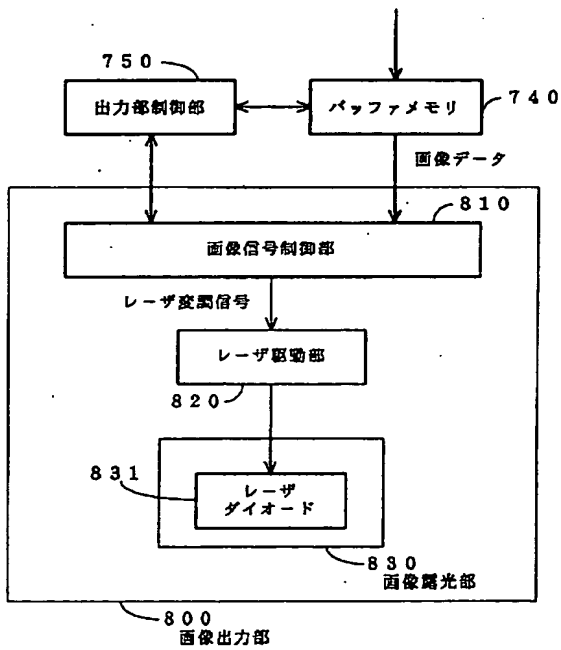 750
出力部制御部
バッファメモリ
740
画像データ
810
画像信号制御部
レーザ変調信号
レーザ駆動部
820
831
レーザ
ダイオード
830
画像露光部
800
画像出力部